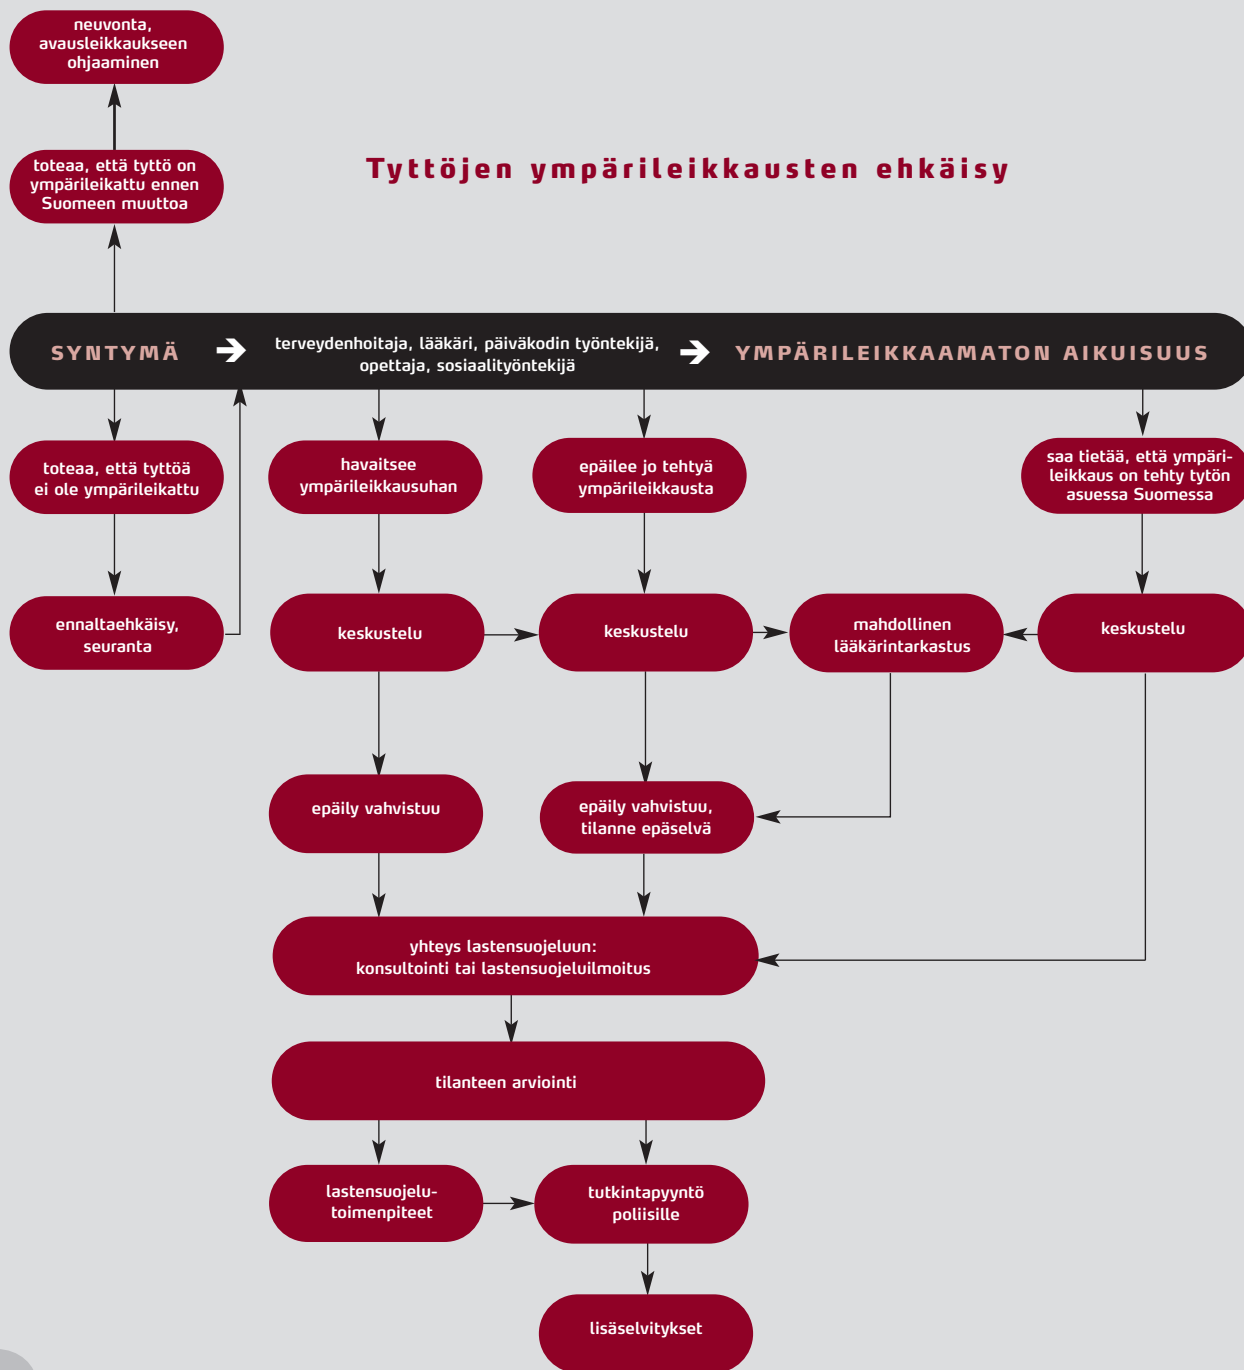 neuvonta,
avausleikkaukseen
ohjaaminen
toteaa, että tyttö on
ympärileikattu ennen
Suomeen muuttoa
Tyttöjen ympärileikkausten ehkäisy
SYNTYMÄ
terveydenhoitaja, lääkäri, päiväkodin työntekijä,
opettaja, sosiaalityöntekijä
YMPÄRILEIKKAAMATON AIKUISUUS
toteaa, että tyttöä
ei ole ympärileikattu
havaitsee
ympärileikkausuhan
epäilee jo tehtyä
ympärileikkausta
saa tietää, että ympäri-
leikkaus on tehty tytön
asuessa Suomessa
ennaltaehkäisy,
seuranta
keskustelu
keskustelu
mahdollinen
lääkärintarkastus
keskustelu
epäily vahvistuu
epäily vahvistuu,
tilanne epäselvä
yhteys lastensuojeluun:
konsultointi tai lastensuojeluilmoitus
tilanteen arviointi
lastensuojelu-
toimenpiteet
tutkintapyyntö
poliisille
lisäselvitykset